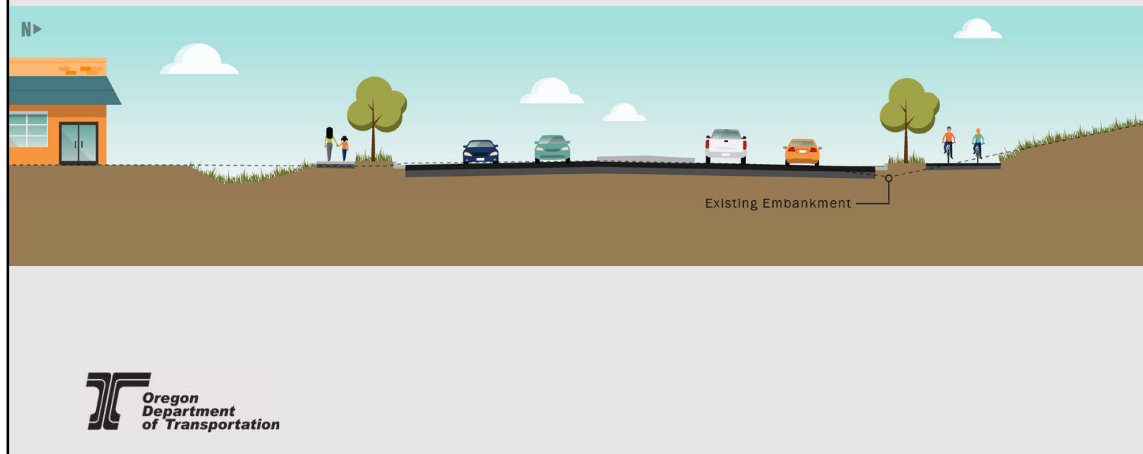 N
Existing Embankment
Oregon
Department
of Transportation